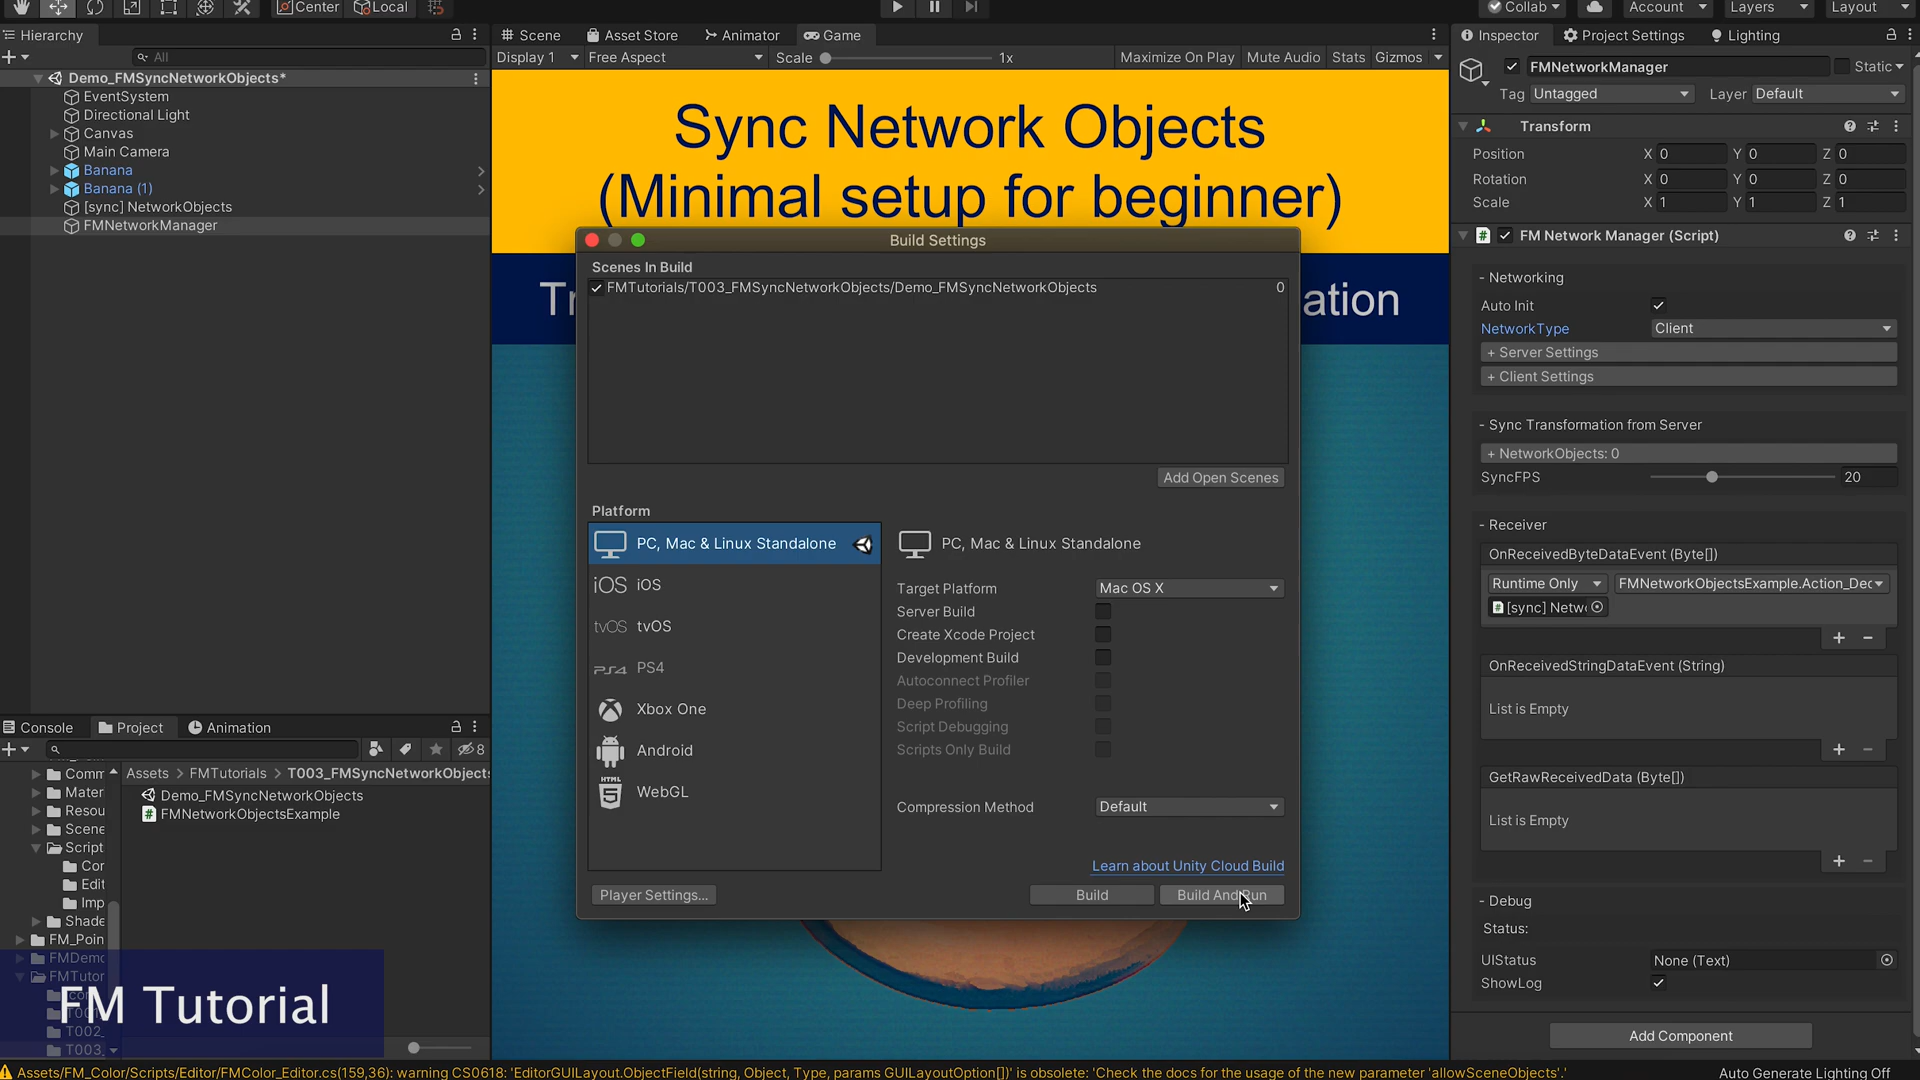 Center
Local
Collab
Account
Layers
Layout
Hierarchy
All
Demo_FMSyncNetworkObjects*
EventSystem
Directional Light
Canvas
Main Camera
Banana
Banana (1)
[sync] NetworkObjects
FMNetworkManager
Scene
Asset Store
Animator
Game
Display 1
Free Aspect
Scale
1x
Maximize On Play
Mute Audio
Stats
Gizmos
Sync Network Objects
(Minimal setup for beginner)
ation
Build Settings
Scenes In Build
FMTutorials/T003_FMSyncNetworkObjects/Demo_FMSyncNetworkObjects 0
Add Open Scenes
Platform
PC, Mac & Linux Standalone
iOS iOS
tvOS tvOS
PS4 PS4
Xbox One
Android
HTML 5 WebGL
PC, Mac & Linux Standalone
Target Platform Mac OS X
Server Build
Create Xcode Project
Development Build
Autoconnect Profiler
Deep Profiling
Script Debugging
Scripts Only Build
Compression Method Default
Learn about Unity Cloud Build
Player Settings...
Build
Build And Run
Inspector
Project Settings
Lighting
FMNetworkManager
Static
Tag Untagged
Layer Default
Transform
Position X 0 Y 0 Z 0
Rotation X 0 Y 0 Z 0
Scale X 1 Y 1 Z 1
# FM Network Manager (Script)
- Networking
Auto Init
NetworkType Client
+ Server Settings
+ Client Settings
- Sync Transformation from Server
+ NetworkObjects: 0
SyncFPS 20
- Receiver
OnReceivedByteDataEvent (Byte[])
Runtime Only FMNetworkObjectsExample.Action_Dec
[sync] Netwo
+ -
OnReceivedStringDataEvent (String)
List is Empty
+ -
GetRawReceivedData (Byte[])
List is Empty
+ -
- Debug
Status:
UIStatus None (Text)
ShowLog
Add Component
Console
Project
Animation
8
Comm
Mater
Resou
Scene
Script
Cor
Edit
Imp
Shade
FM_Poin
FMDemo
FMTutor
T002_
T003_
Assets > FMTutorials > T003_FMSyncNetworkObjects
Demo_FMSyncNetworkObjects
# FMNetworkObjectsExample
FM Tutorial
Assets/FM_Color/Scripts/Editor/FMColor_Editor.cs(159,36): warning CS0618: 'EditorGUILayout.ObjectField(string, Object, Type, params GUILayoutOption[])' is obsolete: 'Check the docs for the usage of the new parameter 'allowSceneObjects'.'
Auto Generate Lighting Off